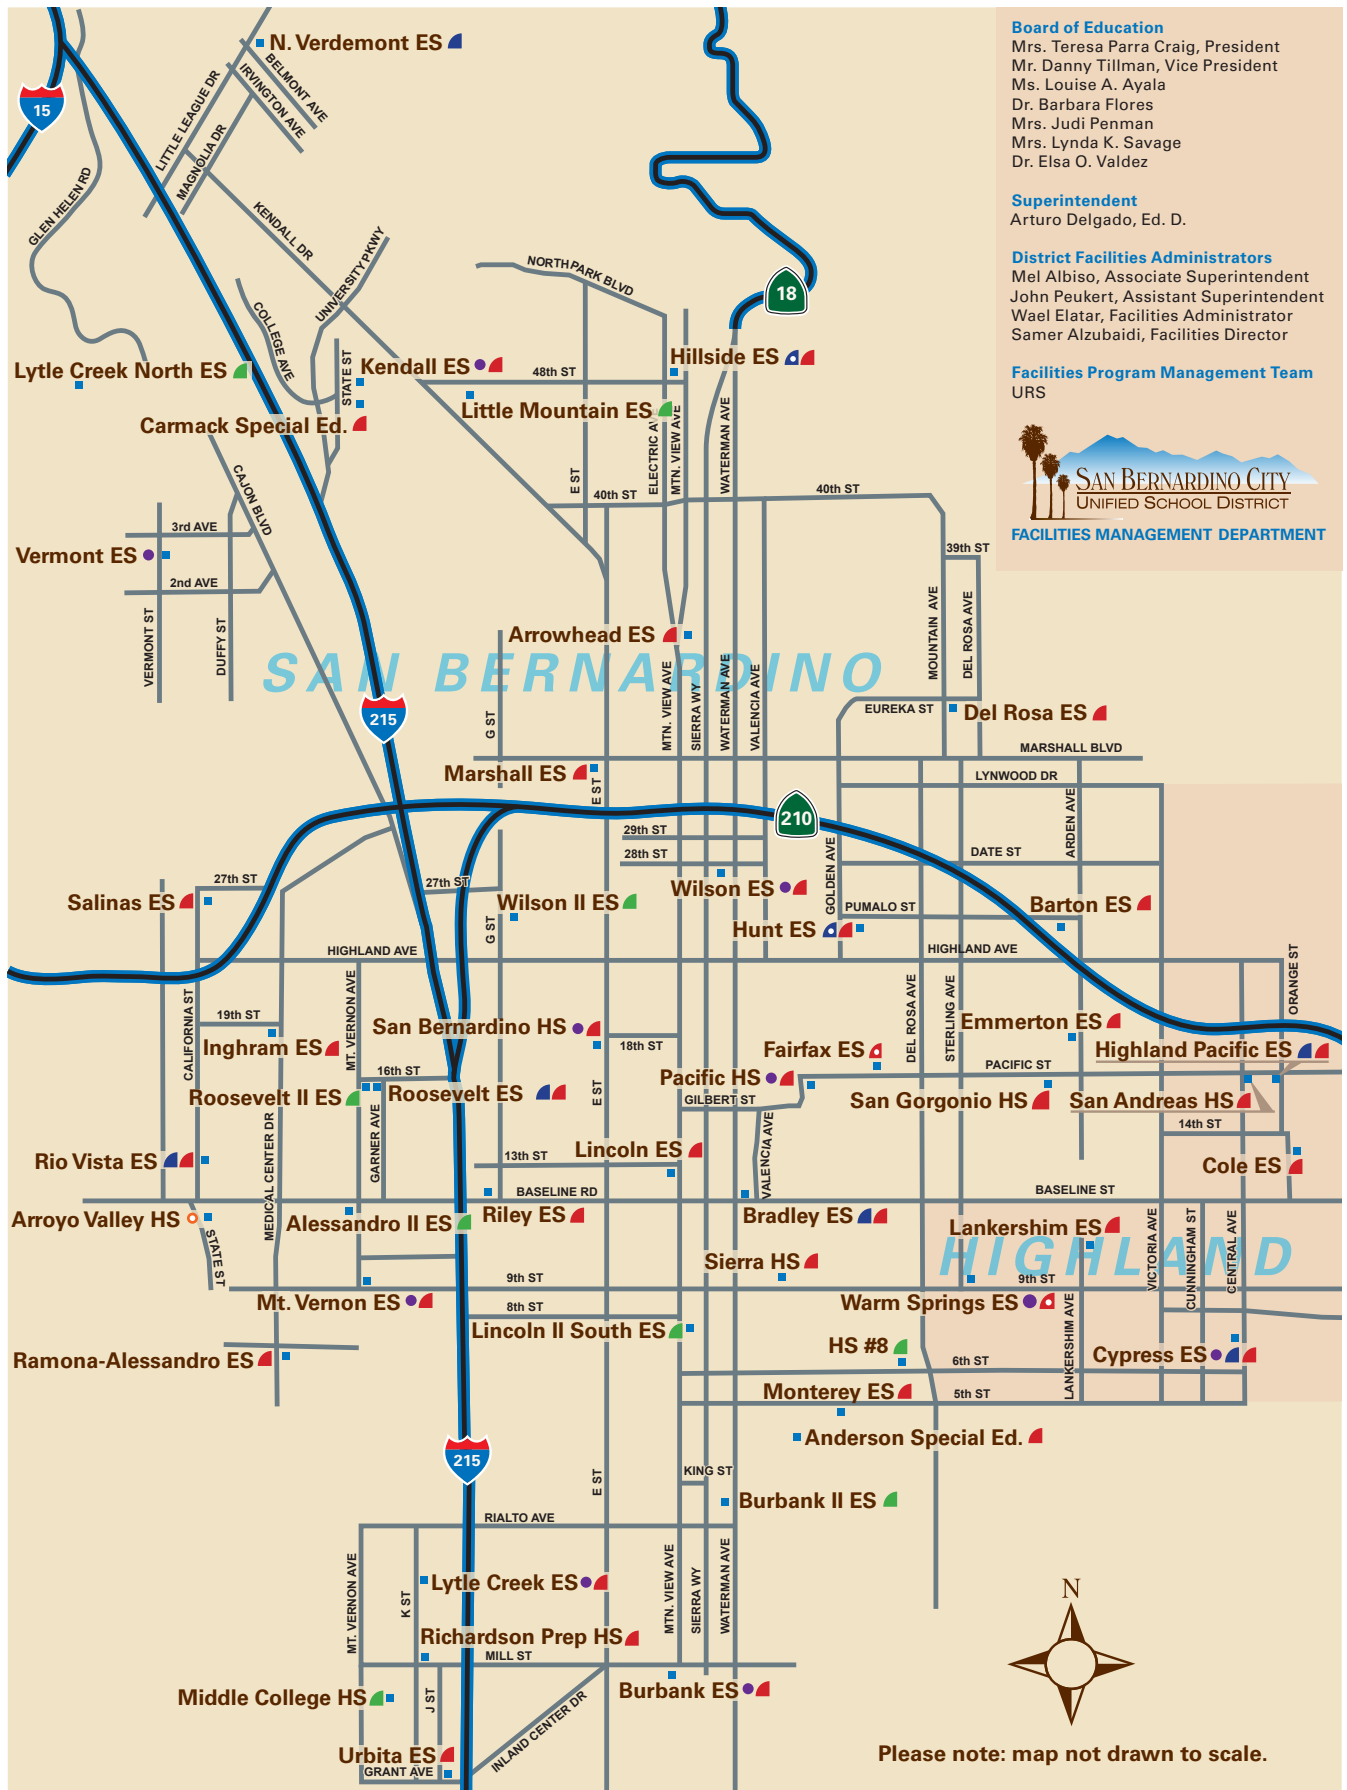 Board of Education
Mrs. Teresa Parra Craig, President
Mr. Danny Tillman, Vice President
Ms. Louise A. Ayala
Dr. Barbara Flores
Mrs. Judi Penman
Mrs. Lynda K. Savage
Dr. Elsa O. Valdez
Superintendent
Arturo Delgado, Ed. D.
District Facilities Administrators
Mel Albiso, Associate Superintendent
John Peukert, Assistant Superintendent
Wael Elatar, Facilities Administrator
Samer Alzubaidi, Facilities Director
Facilities Program Management Team
URS
SAN BERNARDINO CITY
UNIFIED SCHOOL DISTRICT
FACILITIES MANAGEMENT DEPARTMENT
N. Verdemont ES
BELMONT AVE
IRVINGTON AVE
LITTLE LEAGUE DR
MAGNOLIA DR
15
GLEN HELEN RD
KENDALL DR
UNIVERSITY PKWY
NORTHPARK BLVD
18
COLLEGE AVE
STATE ST
Lytle Creek North ES
Kendall ES
48th ST
Hillside ES
Little Mountain ES
Carmack Special Ed.
ELECTRIC AVE
MTN. VIEW AVE
WATERMAN AVE
E ST
CAJON BLVD
40th ST
40th ST
3rd AVE
Vermont ES
2nd AVE
VERMONT ST
DUFFY ST
39th ST
MOUNTAIN AVE
DEL ROSA AVE
Arrowhead ES
SAN BERNARDINO
MTN. VIEW AVE
SIERRA WY
WATERMAN AVE
VALENCIA AVE
EUREKA ST
Del Rosa ES
215
G ST
MARSHALL BLVD
Marshall ES
E ST
LYNWOOD DR
210
29th ST
28th ST
ARDEN AVE
GOLDEN AVE
DATE ST
27th ST
27th ST
Salinas ES
Wilson II ES
Wilson ES
PUMALO ST
Barton ES
Hunt ES
G ST
HIGHLAND AVE
HIGHLAND AVE
ORANGE ST
CALIFORNIA ST
MT. VERNON AVE
DEL ROSA AVE
STERLING AVE
19th ST
San Bernardino HS
Emmerton ES
Inghram ES
18th ST
Fairfax ES
Highland Pacific ES
16th ST
Pacific HS
PACIFIC ST
Roosevelt II ES
Roosevelt ES
E ST
GILBERT ST
San Gorgonio HS
San Andreas HS
14th ST
GARNER AVE
MEDICAL CENTER DR
VALENCIA AVE
Rio Vista ES
13th ST
Lincoln ES
Cole ES
BASELINE RD
BASELINE ST
Arroyo Valley HS
STATE ST
Alessandro II ES
Riley ES
Bradley ES
Lankershim ES
VICTORIA AVE
CUNNINGHAM ST
CENTRAL AVE
HIGHLAND
Sierra HS
9th ST
9th ST
Mt. Vernon ES
8th ST
Warm Springs ES
Lincoln II South ES
HS #8
LANKERSHIM AVE
Ramona-Alessandro ES
6th ST
Cypress ES
Monterey ES
5th ST
Anderson Special Ed.
215
E ST
KING ST
Burbank II ES
RIALTO AVE
MT. VERNON AVE
K ST
Lytle Creek ES
MTN. VIEW AVE
SIERRA WY
WATERMAN AVE
N
Richardson Prep HS
MILL ST
Middle College HS
J ST
Burbank ES
INLAND CENTER DR
Urbita ES
GRANT AVE
Please note: map not drawn to scale.